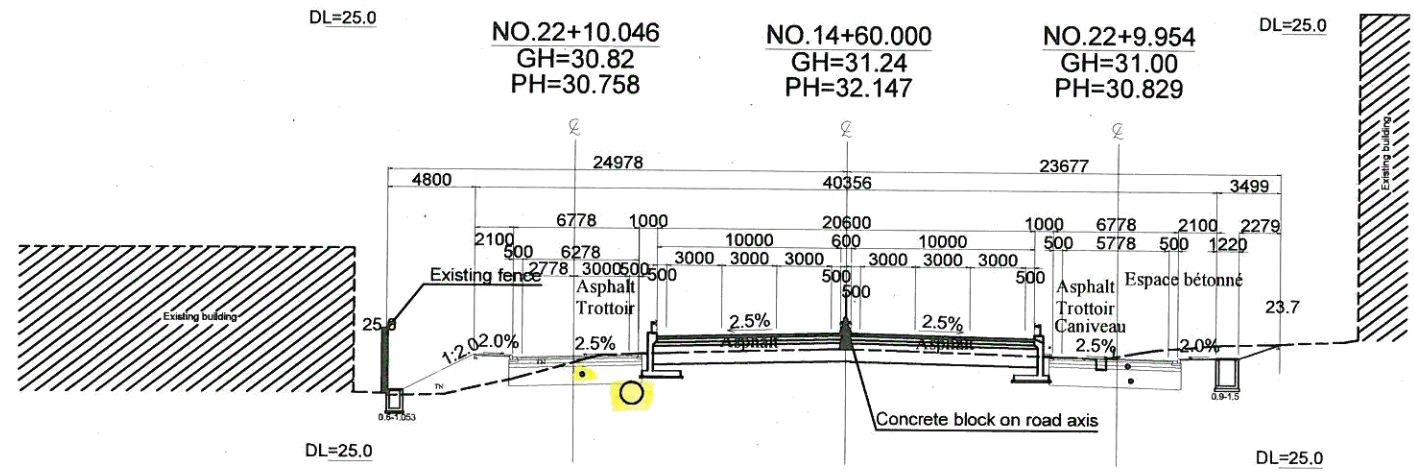 DL=25.0
DL=25.0
NO.22+10.046
GH=30.82
PH=30.758
NO.14+60.000
GH=31.24
PH=32.147
NO.22+9.954
GH=31.00
PH=30.829
24978
23677
4800
40356
3499
6778
1000
20600
1000
6778
2100
2279
2100
500
6278
10000
600
10000
500
5778
500
1220
2778
3000
500
500
3000
3000
3000
500
500
3000
3000
3000
500
Existing fence
Asphalt
Trottoir
Asphalt
Trottoir
Caniveau
Espace bétonné
Existing building
Existing building
23.7
1:2.0
2.0%
2.5%
2.5%
2.5%
2.5%
2.0%
Asphalt
Asphalt
TN
TN
0.9-1.5
Concrete block on road axis
DL=25.0
DL=25.0